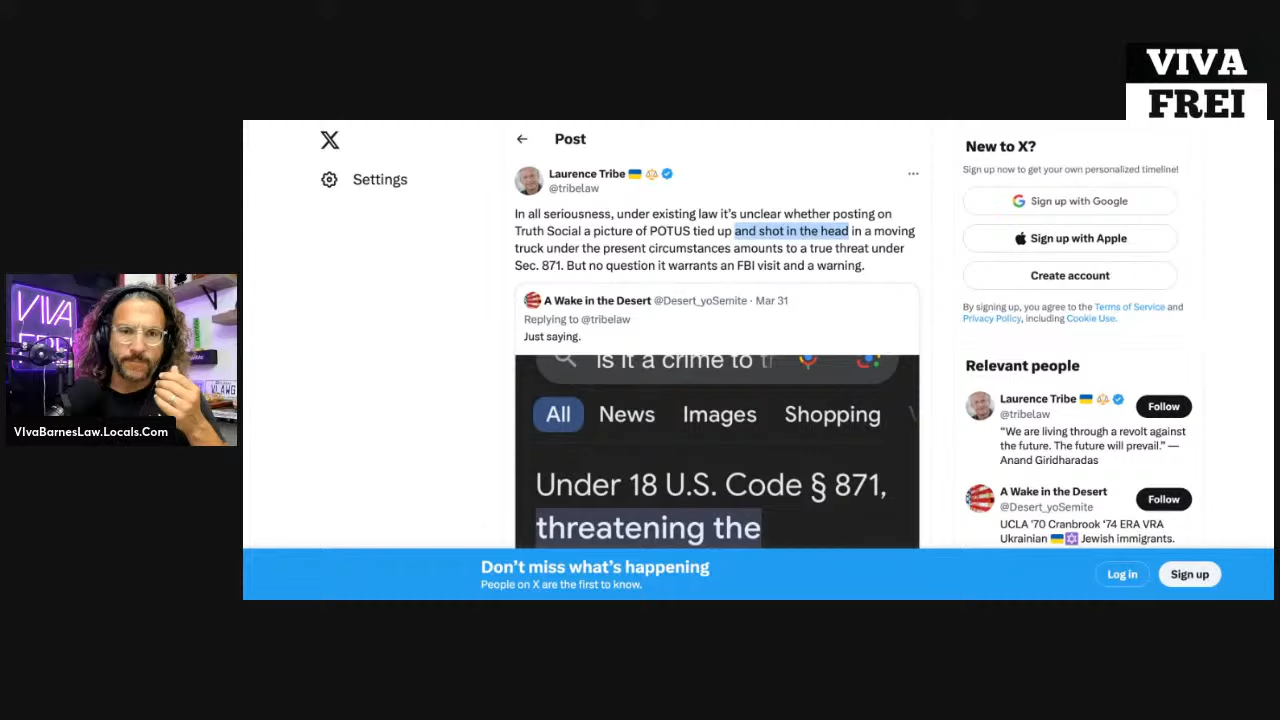 VIVA
FREI
Post
Settings
Laurence Tribe
@tribelaw
In all seriousness, under existing law it’s unclear whether posting on
Truth Social a picture of POTUS tied up and shot in the head in a moving
truck under the present circumstances amounts to a true threat under
Sec. 871. But no question it warrants an FBI visit and a warning.
A Wake in the Desert @Desert_yoSemite · Mar 31
Replying to @tribelaw
Just saying.
Is it a crime to
All News Images Shopping
Under 18 U.S. Code § 871,
threatening the
New to X?
Sign up now to get your own personalized timeline!
Sign up with Google
Sign up with Apple
Create account
By signing up, you agree to the Terms of Service and
Privacy Policy, including Cookie Use.
Relevant people
Laurence Tribe
@tribelaw
Follow
“We are living through a revolt against
the future. The future will prevail.” —
Anand Giridharadas
A Wake in the Desert
@Desert_yoSemite
Follow
UCLA '70 Cranbrook '74 ERA VRA
Ukrainian Jewish immigrants.
Don’t miss what’s happening
People on X are the first to know.
Log in
Sign up
VIVA
VLAWG
VIvaBarnesLaw.Locals.Com